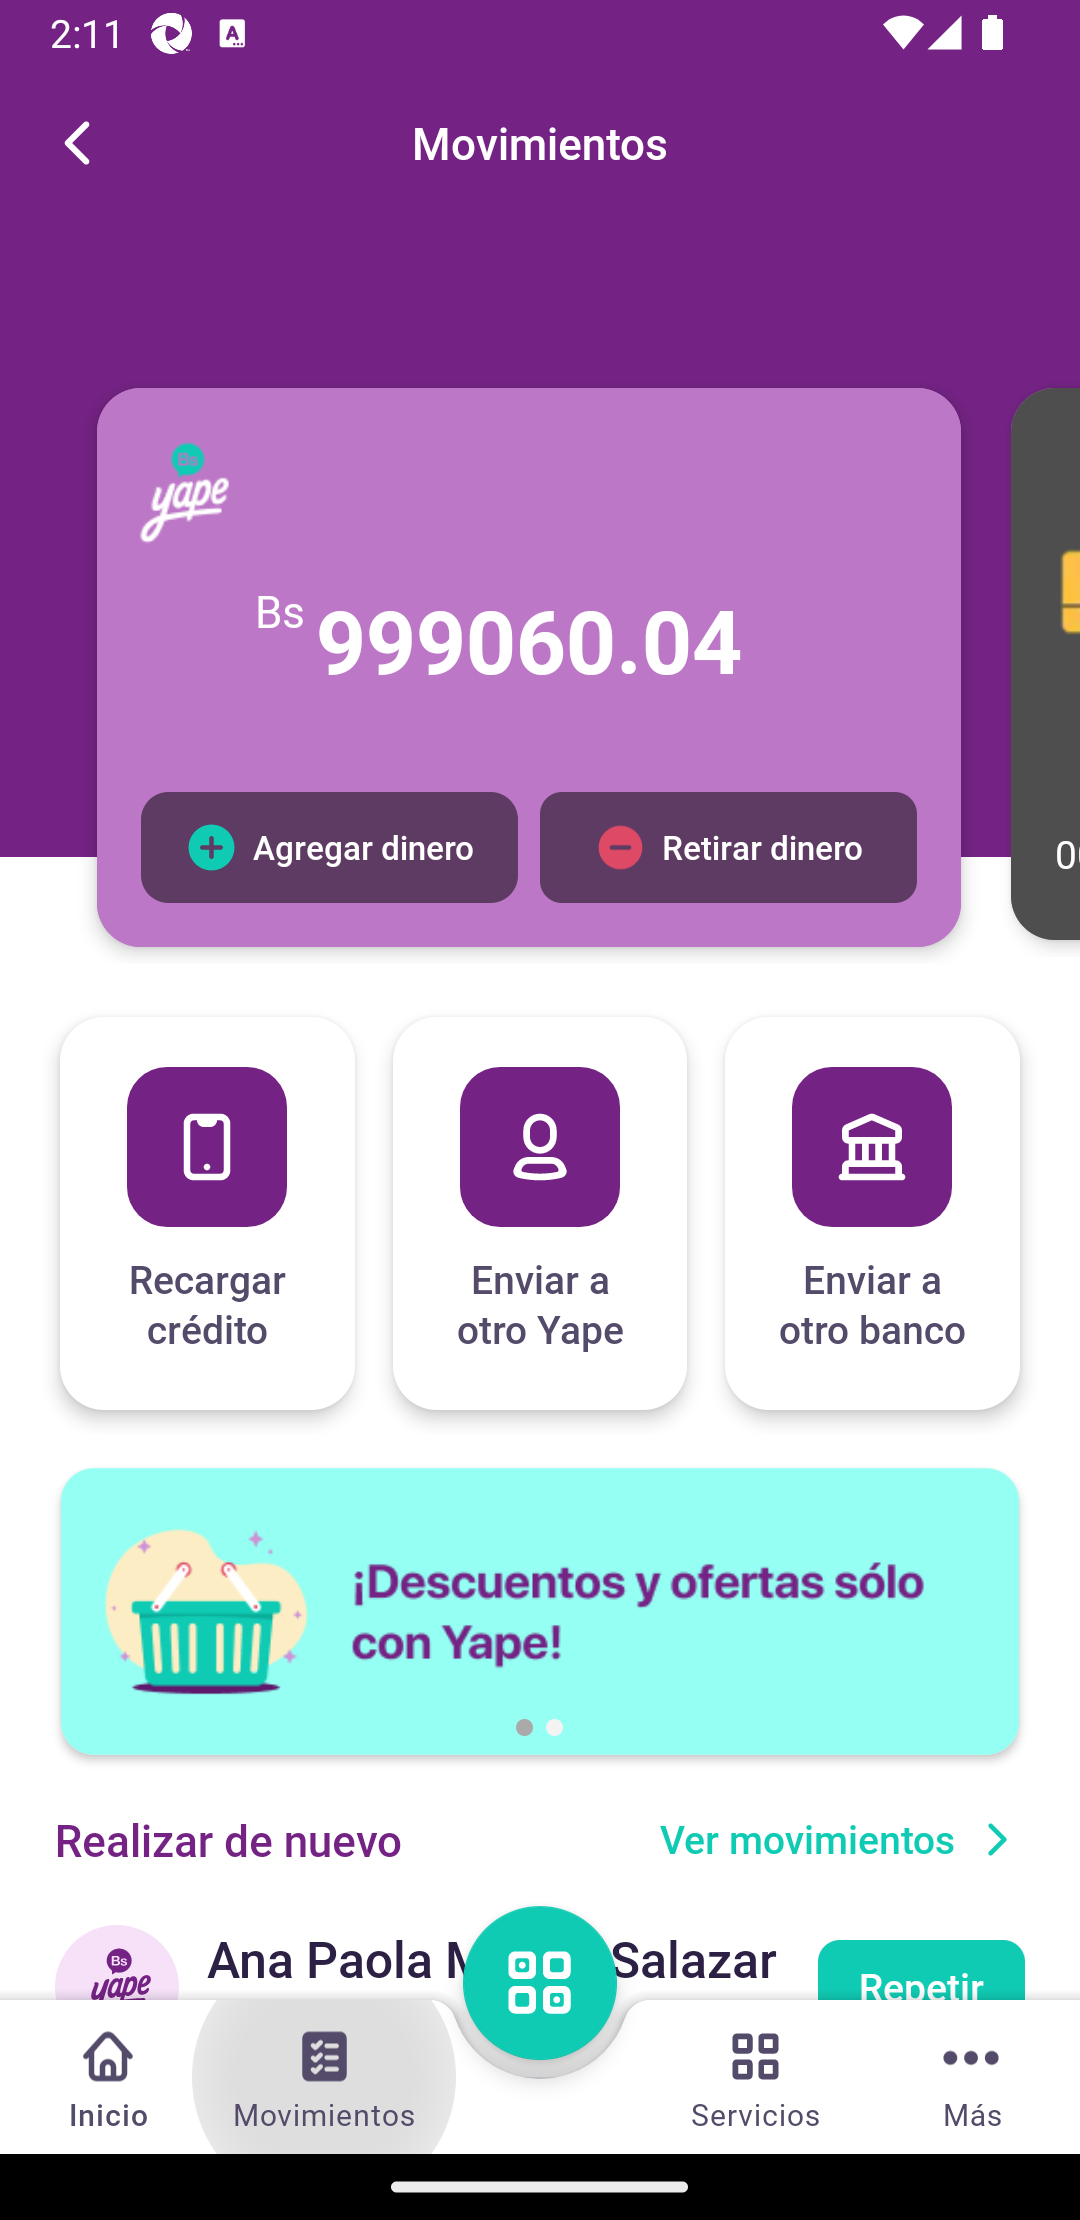 2:11
Movimientos
Bs
yape
Bs 999060.04
Agregar dinero
Retirar dinero
Recargar
crédito
Enviar a
otro Yape
Enviar a
otro banco
¡Descuentos y ofertas sólo
con Yape!
Realizar de nuevo
Ver movimientos
Ana Paola
Salazar
Bs
yape
Repetir
Inicio
Movimientos
Servicios
Más